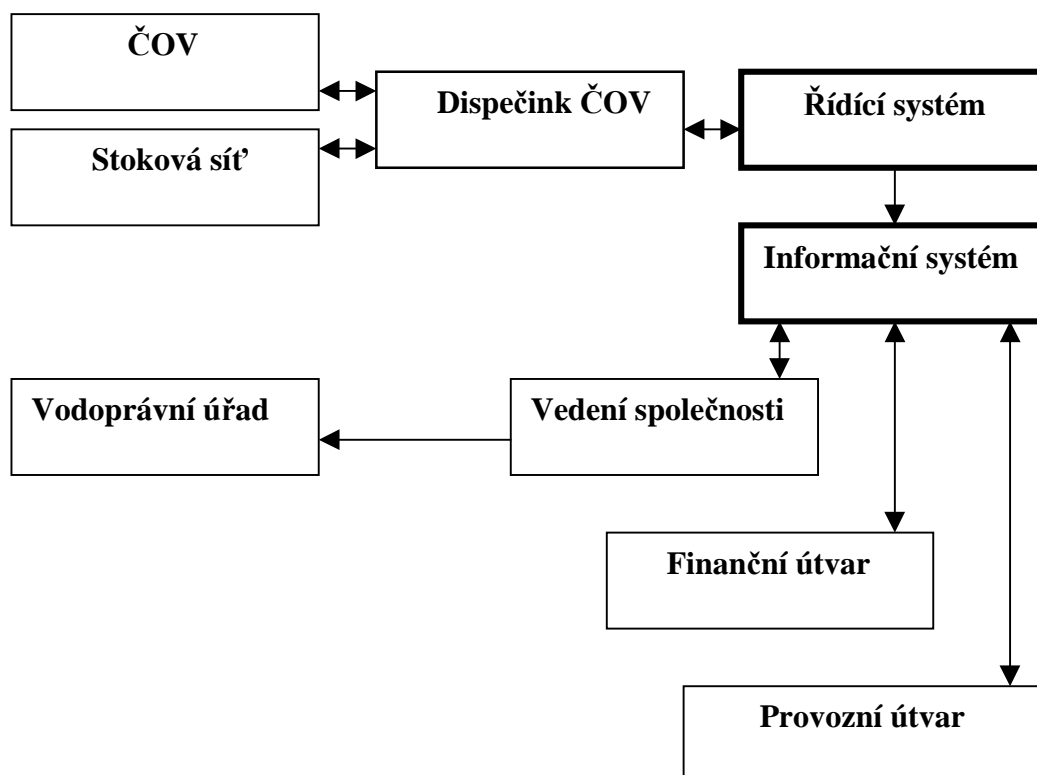 ČOV
Dispečink ČOV
Řídící systém
Stoková síť
Informační systém
Vodoprávní úřad
Vedení společnosti
Finanční útvar
Provozní útvar